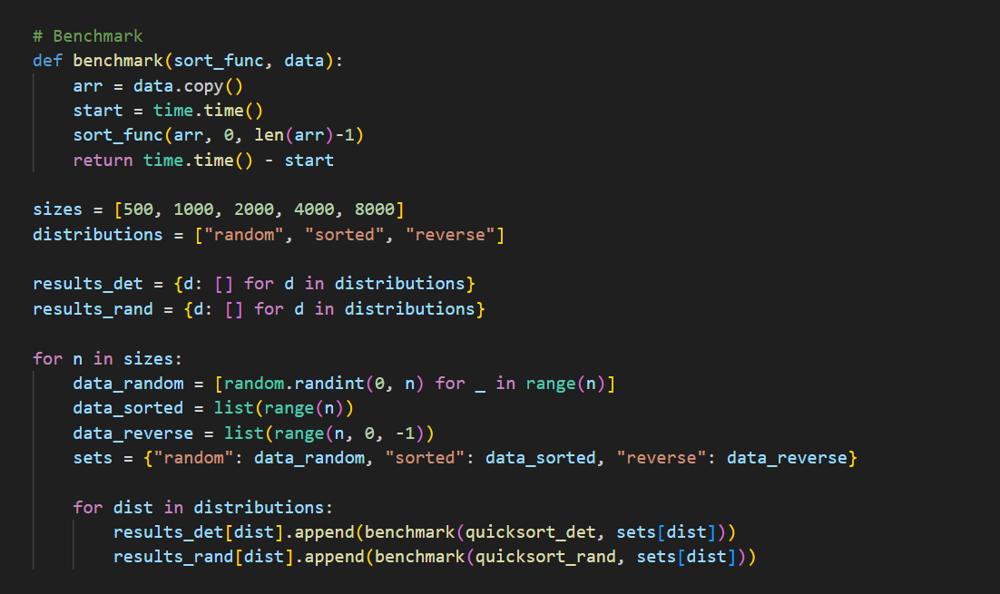 # Benchmark
def benchmark(sort_func, data):
    arr = data.copy()
    start = time.time()
    sort_func(arr, 0, len(arr)-1)
    return time.time() - start

sizes = [500, 1000, 2000, 4000, 8000]
distributions = ["random", "sorted", "reverse"]

results_det = {d: [] for d in distributions}
results_rand = {d: [] for d in distributions}

for n in sizes:
    data_random = [random.randint(0, n) for _ in range(n)]
    data_sorted = list(range(n))
    data_reverse = list(range(n, 0, -1))
    sets = {"random": data_random, "sorted": data_sorted, "reverse": data_reverse}

    for dist in distributions:
        results_det[dist].append(benchmark(quicksort_det, sets[dist]))
        results_rand[dist].append(benchmark(quicksort_rand, sets[dist]))